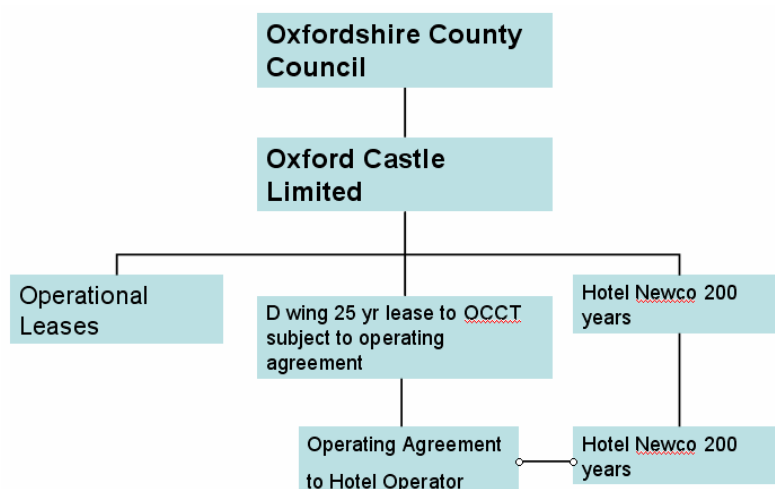 Oxfordshire County
Council
Oxford Castle
Limited
Operational
Leases
D wing 25 yr lease to OCCT
subject to operating
agreement
Hotel Newco 200
years
Operating Agreement
to Hotel Operator
Hotel Newco 200
years